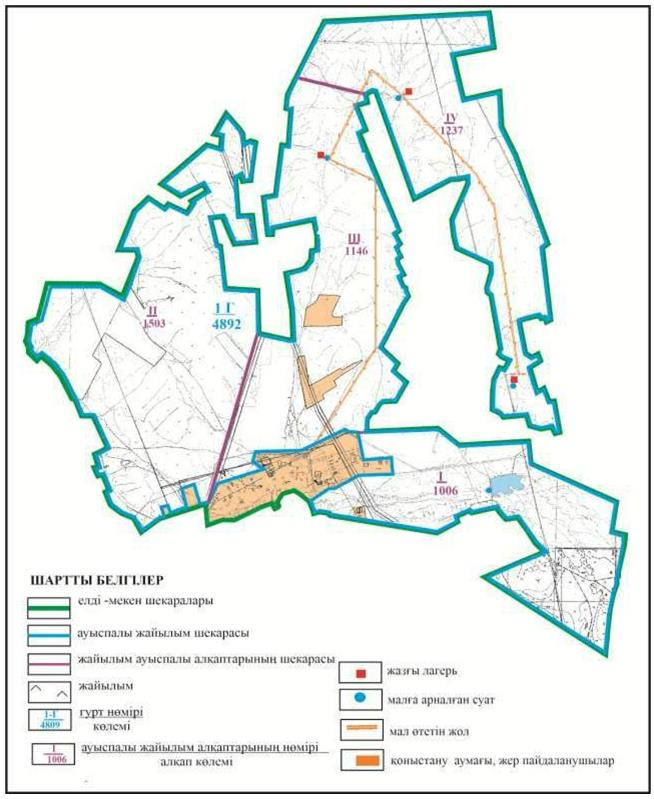 IV
1237
Ш
1146
II
1503
1 Г
4892
I
1006
ШАРТТЫ БЕЛГІЛЕР
елді -мекен шекаралары
ауыспалы жайылым шекарасы
жайылым ауыспалы алқаптарының шекарасы
жайылым
1-Г
4809
гурт нөмірі
көлемі
I
1006
ауыспалы жайылым алқаптарының нөмірі
алқап көлемі
жазғы лагерь
малға арналған суат
мал өтетін жол
қоныстану аумағы, жер пайдаланушылар